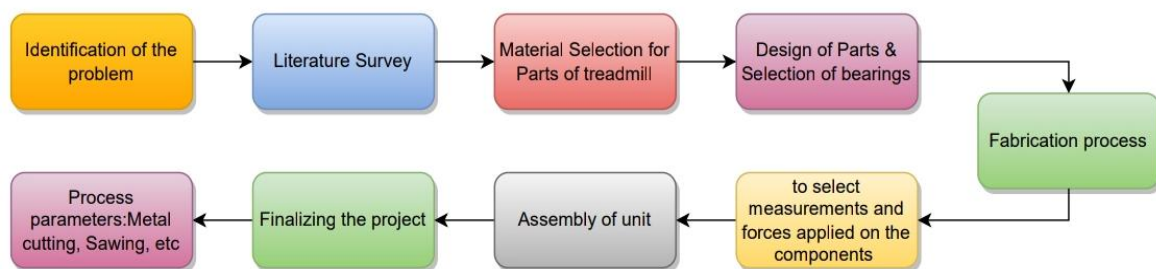 Identification of the
problem
Literature Survey
Material Selection for
Parts of treadmill
Design of Parts &
Selection of bearings
Fabrication process
to select
measurements and
forces applied on the
components
Assembly of unit
Finalizing the project
Process
parameters:Metal
cutting, Sawing, etc